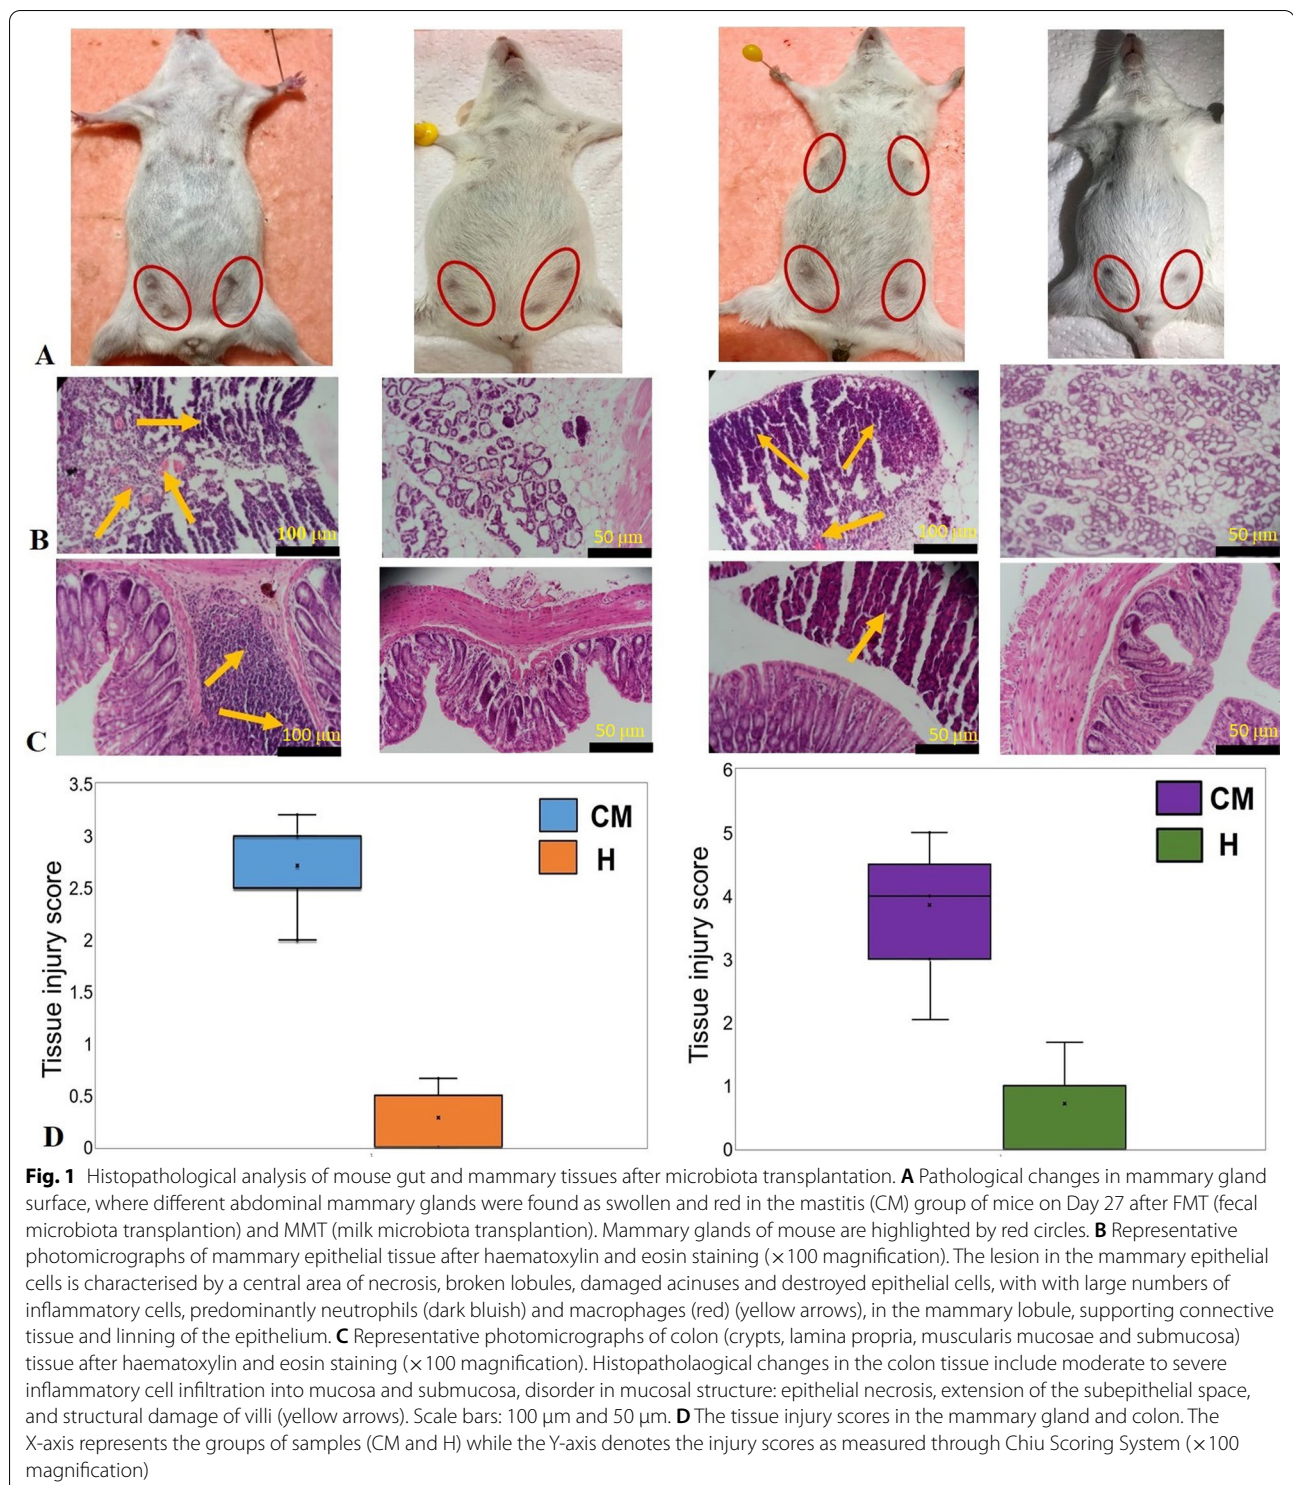 A
B
100 µm
50 µm
100 µm
50 µm
C
100 µm
50 µm
50 µm
50 µm
3.5
3
2.5
2
1.5
1
0.5
0
Tissue injury score
CM
H
D
6
5
4
3
2
1
0
Tissue injury score
CM
H
Fig. 1 Histopathological analysis of mouse gut and mammary tissues after microbiota transplantation. A Pathological changes in mammary gland
surface, where different abdominal mammary glands were found as swollen and red in the mastitis (CM) group of mice on Day 27 after FMT (fecal
microbiota transplantation) and MMT (milk microbiota transplantation). Mammary glands of mouse are highlighted by red circles. B Representative
photomicrographs of mammary epithelial tissue after haematoxylin and eosin staining (×100 magnification). The lesion in the mammary epithelial
cells is characterised by a central area of necrosis, broken lobules, damaged acinuses and destroyed epithelial cells, with with large numbers of
inflammatory cells, predominantly neutrophils (dark bluish) and macrophages (red) (yellow arrows), in the mammary lobule, supporting connective
tissue and linning of the epithelium. C Representative photomicrographs of colon (crypts, lamina propria, muscularis mucosae and submucosa)
tissue after haematoxylin and eosin staining (×100 magnification). Histopatholaogical changes in the colon tissue include moderate to severe
inflammatory cell infiltration into mucosa and submucosa, disorder in mucosal structure: epithelial necrosis, extension of the subepithelial space,
and structural damage of villi (yellow arrows). Scale bars: 100 µm and 50 µm. D The tissue injury scores in the mammary gland and colon. The
X-axis represents the groups of samples (CM and H) while the Y-axis denotes the injury scores as measured through Chiu Scoring System (×100
magnification)